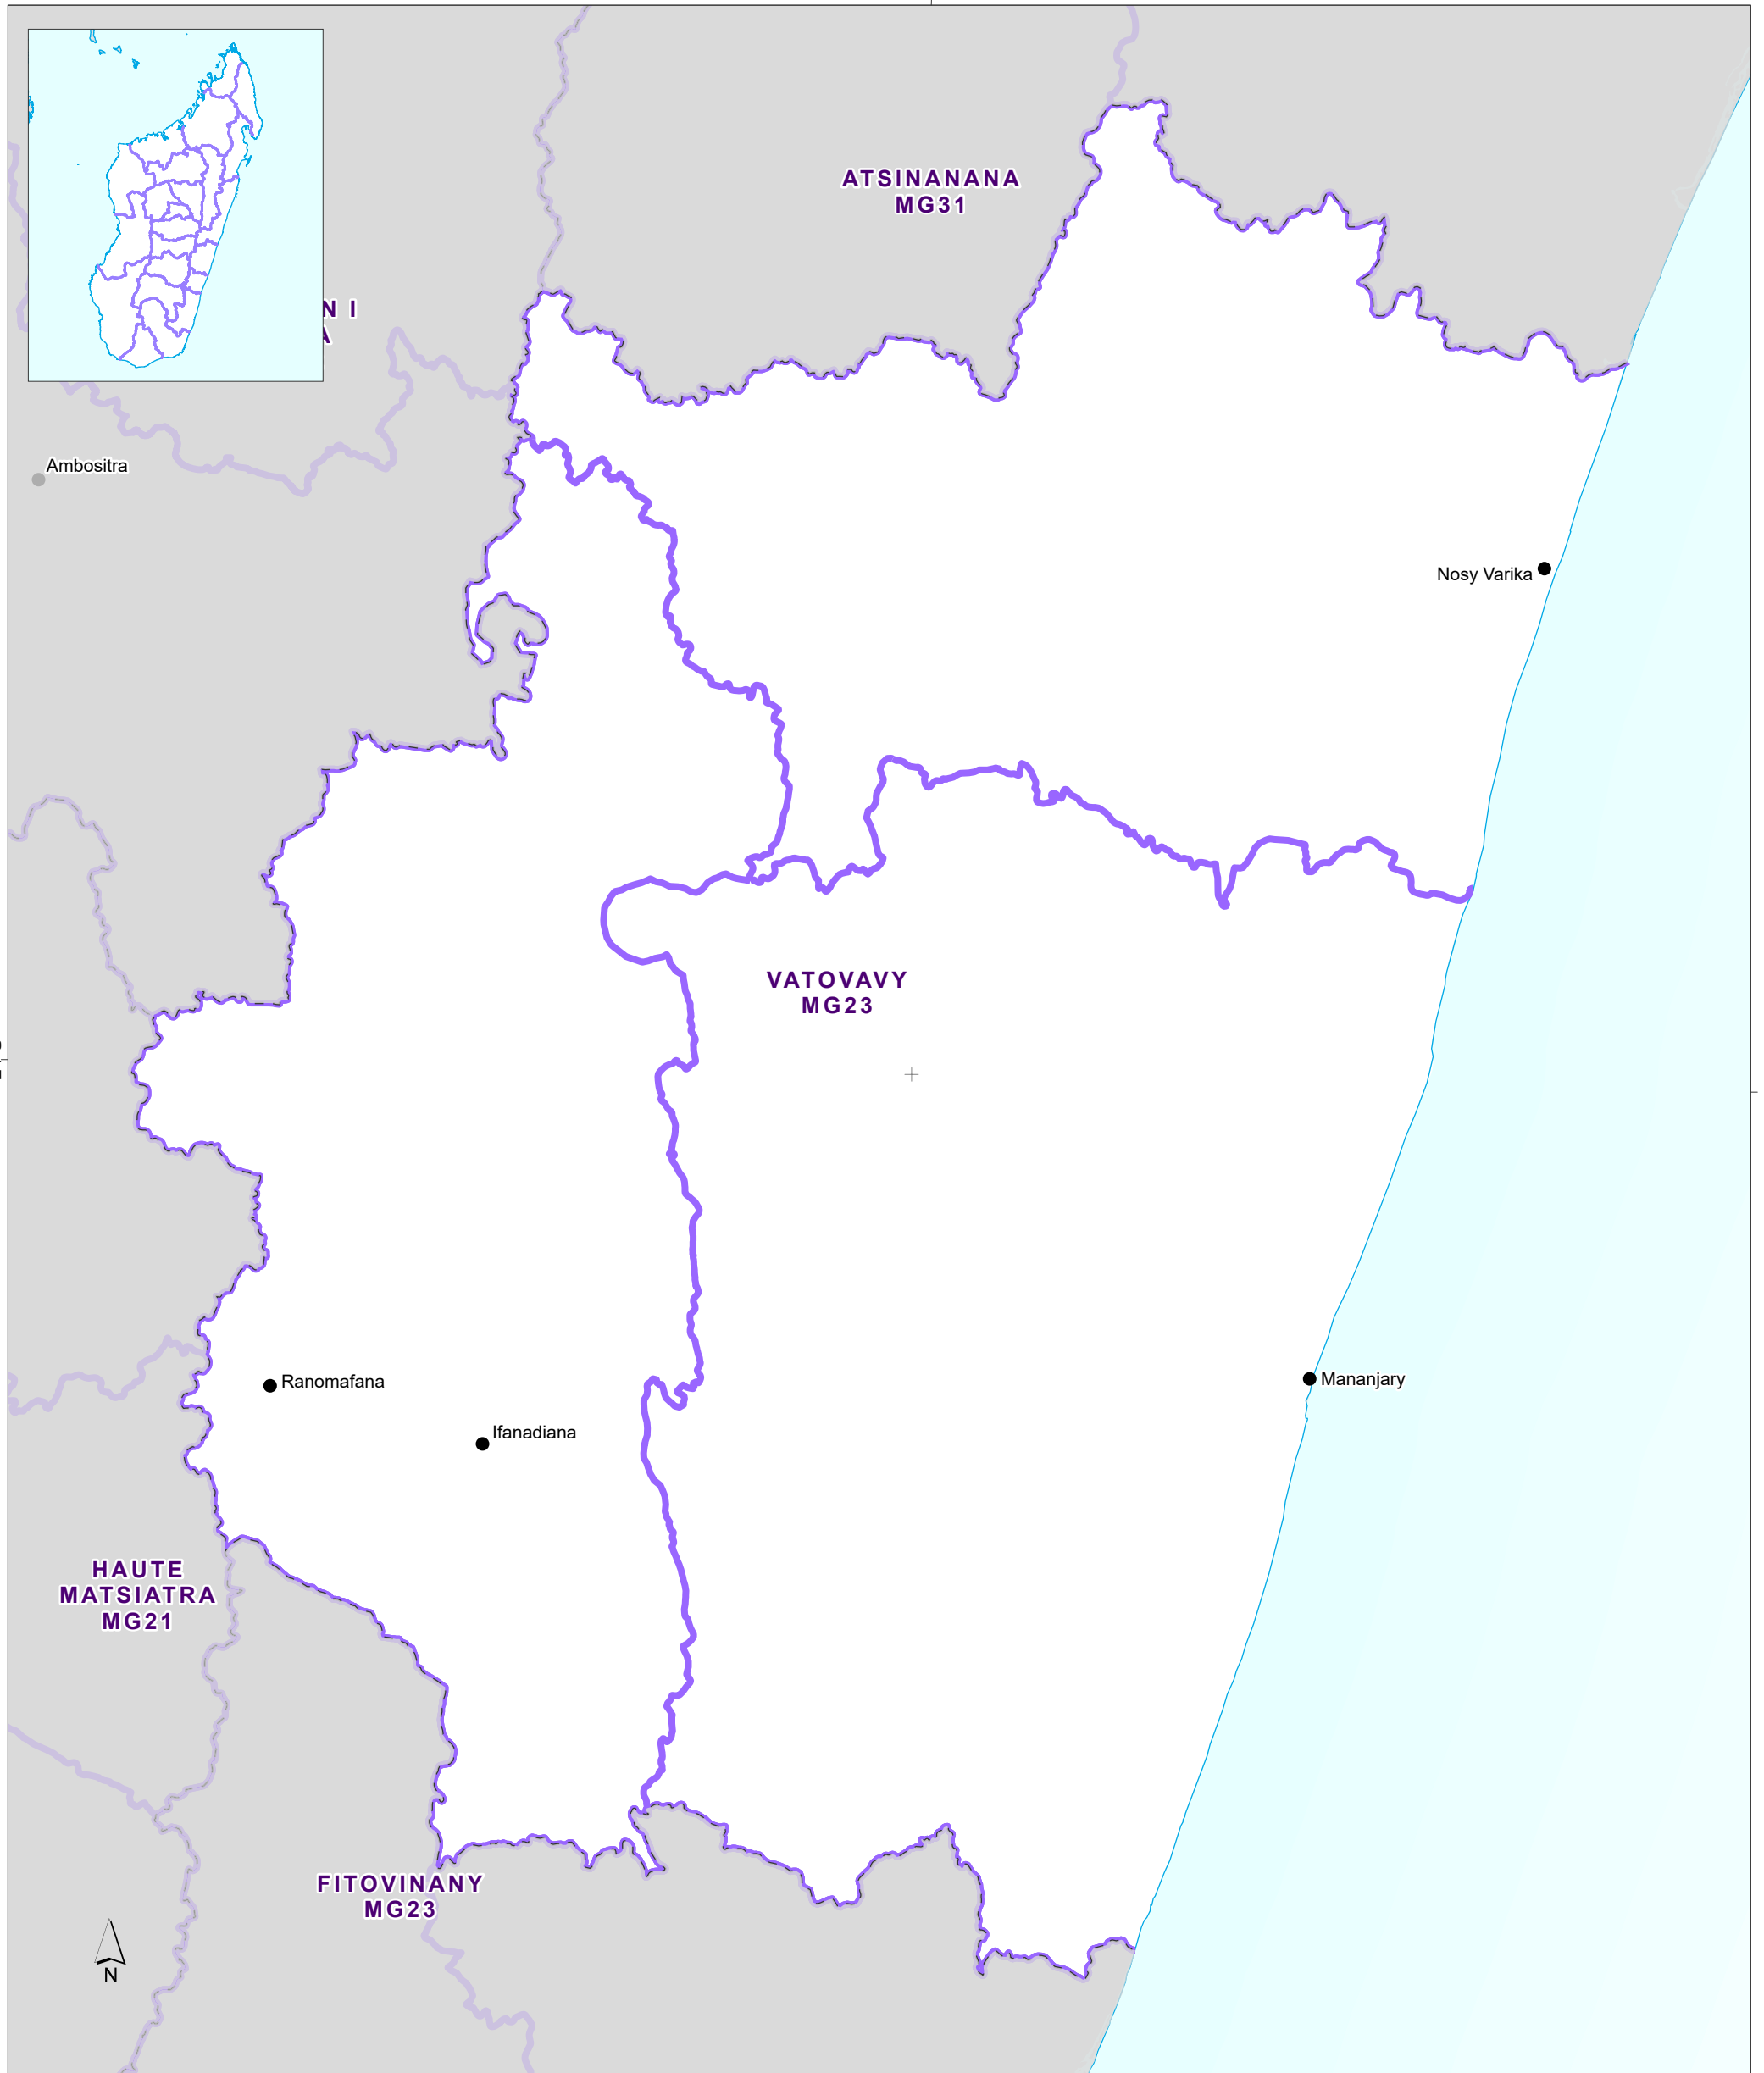 ATSINANANA
MG31
N I
A
Ambositra
Nosy Varika
VATOVAVY
MG23
Ranomafana
Mananjary
Ifanadiana
HAUTE
MATSIATRA
MG21
FITOVINANY
MG23
N